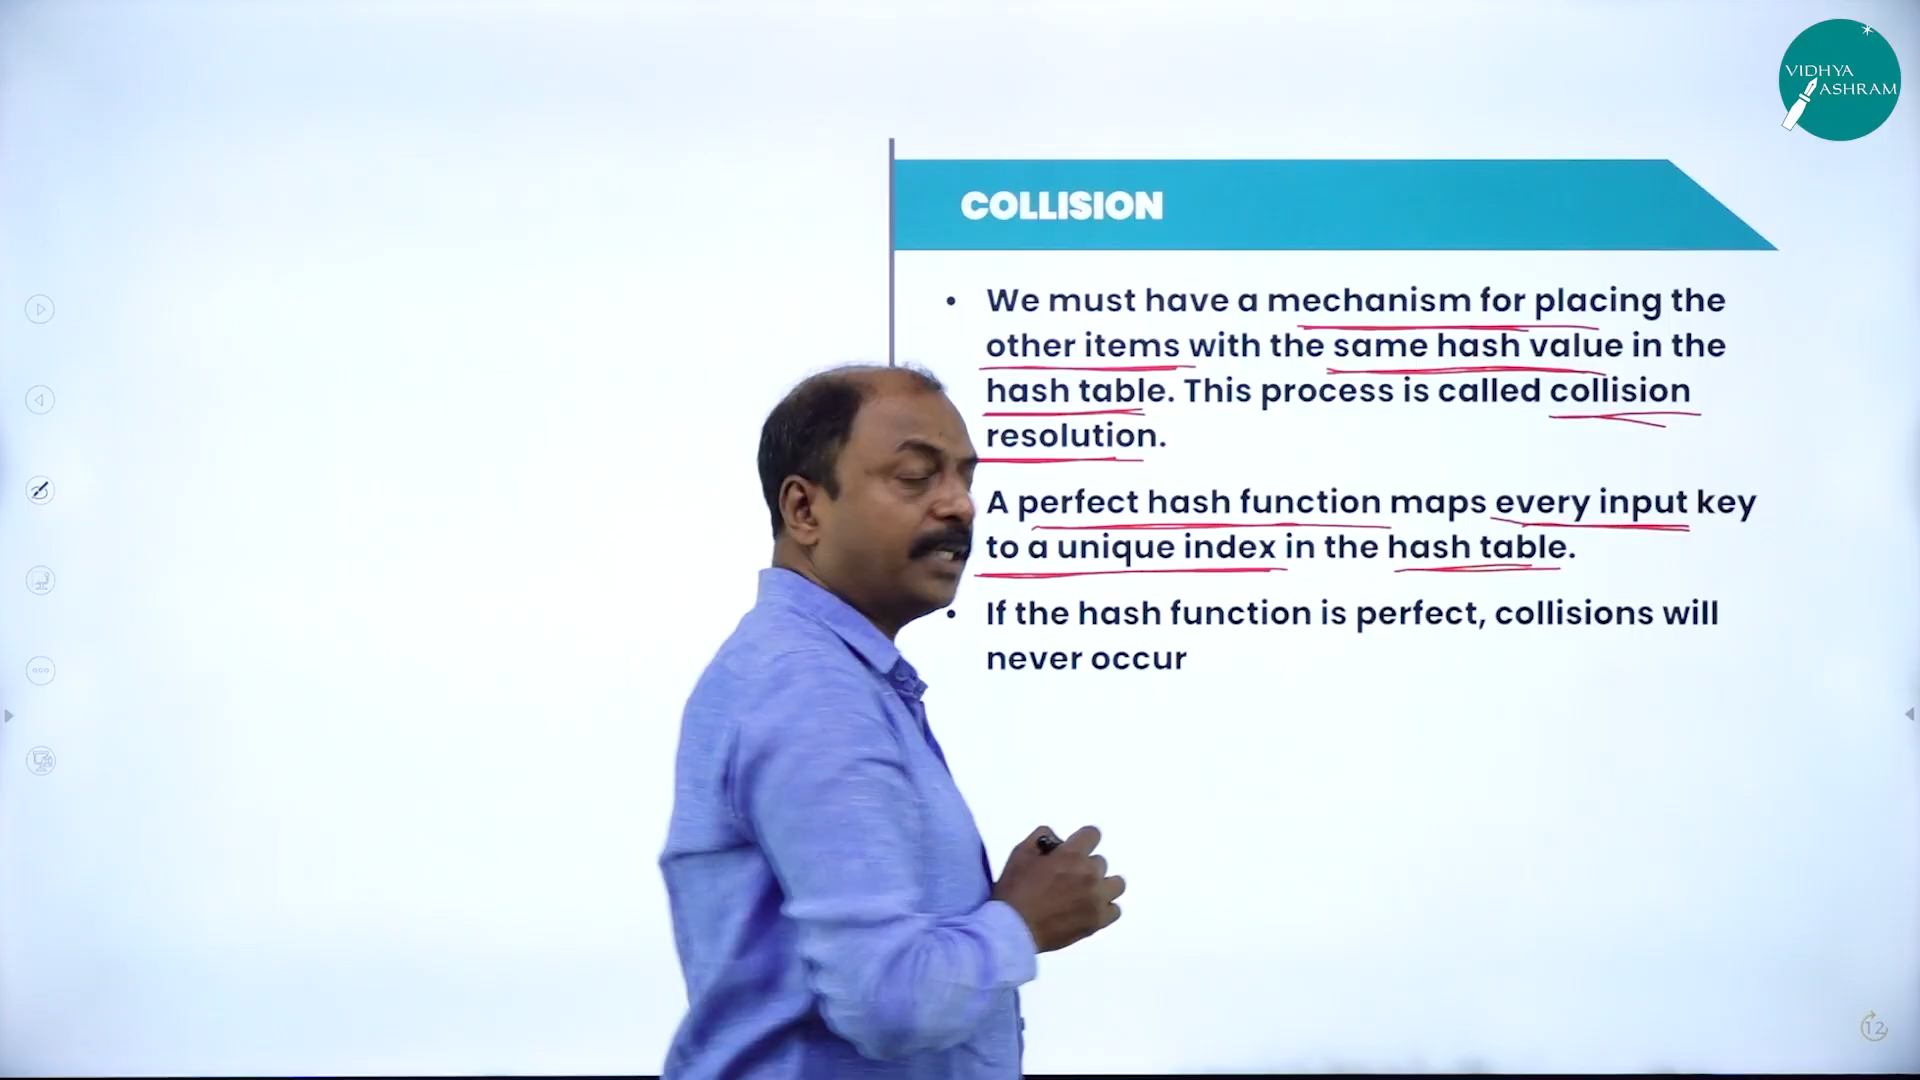 VIDHYA
ASHRAM
COLLISION
• We must have a mechanism for placing the
other items with the same hash value in the
hash table. This process is called collision
resolution.
A perfect hash function maps every input key
to a unique index in the hash table.
• If the hash function is perfect, collisions will
never occur
12